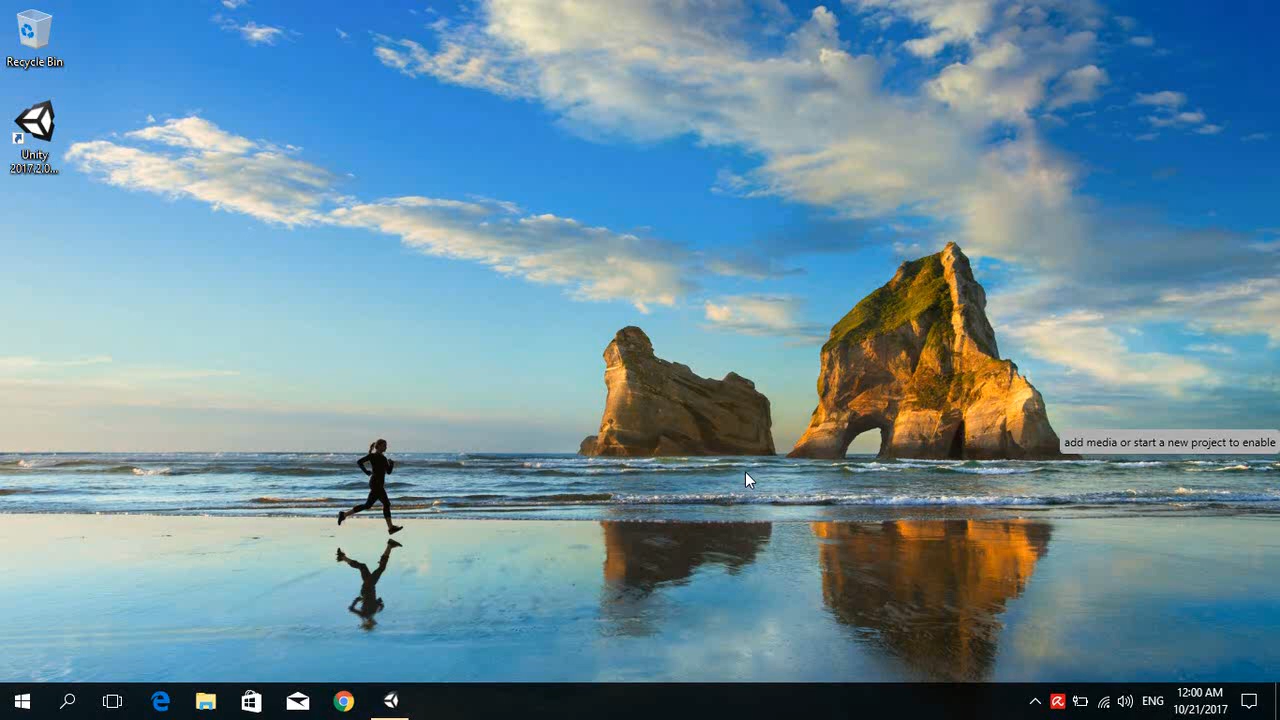 Recycle Bin
Unity
2017.2.0...
add media or start a new project to enable
ENG
12:00 AM
10/21/2017